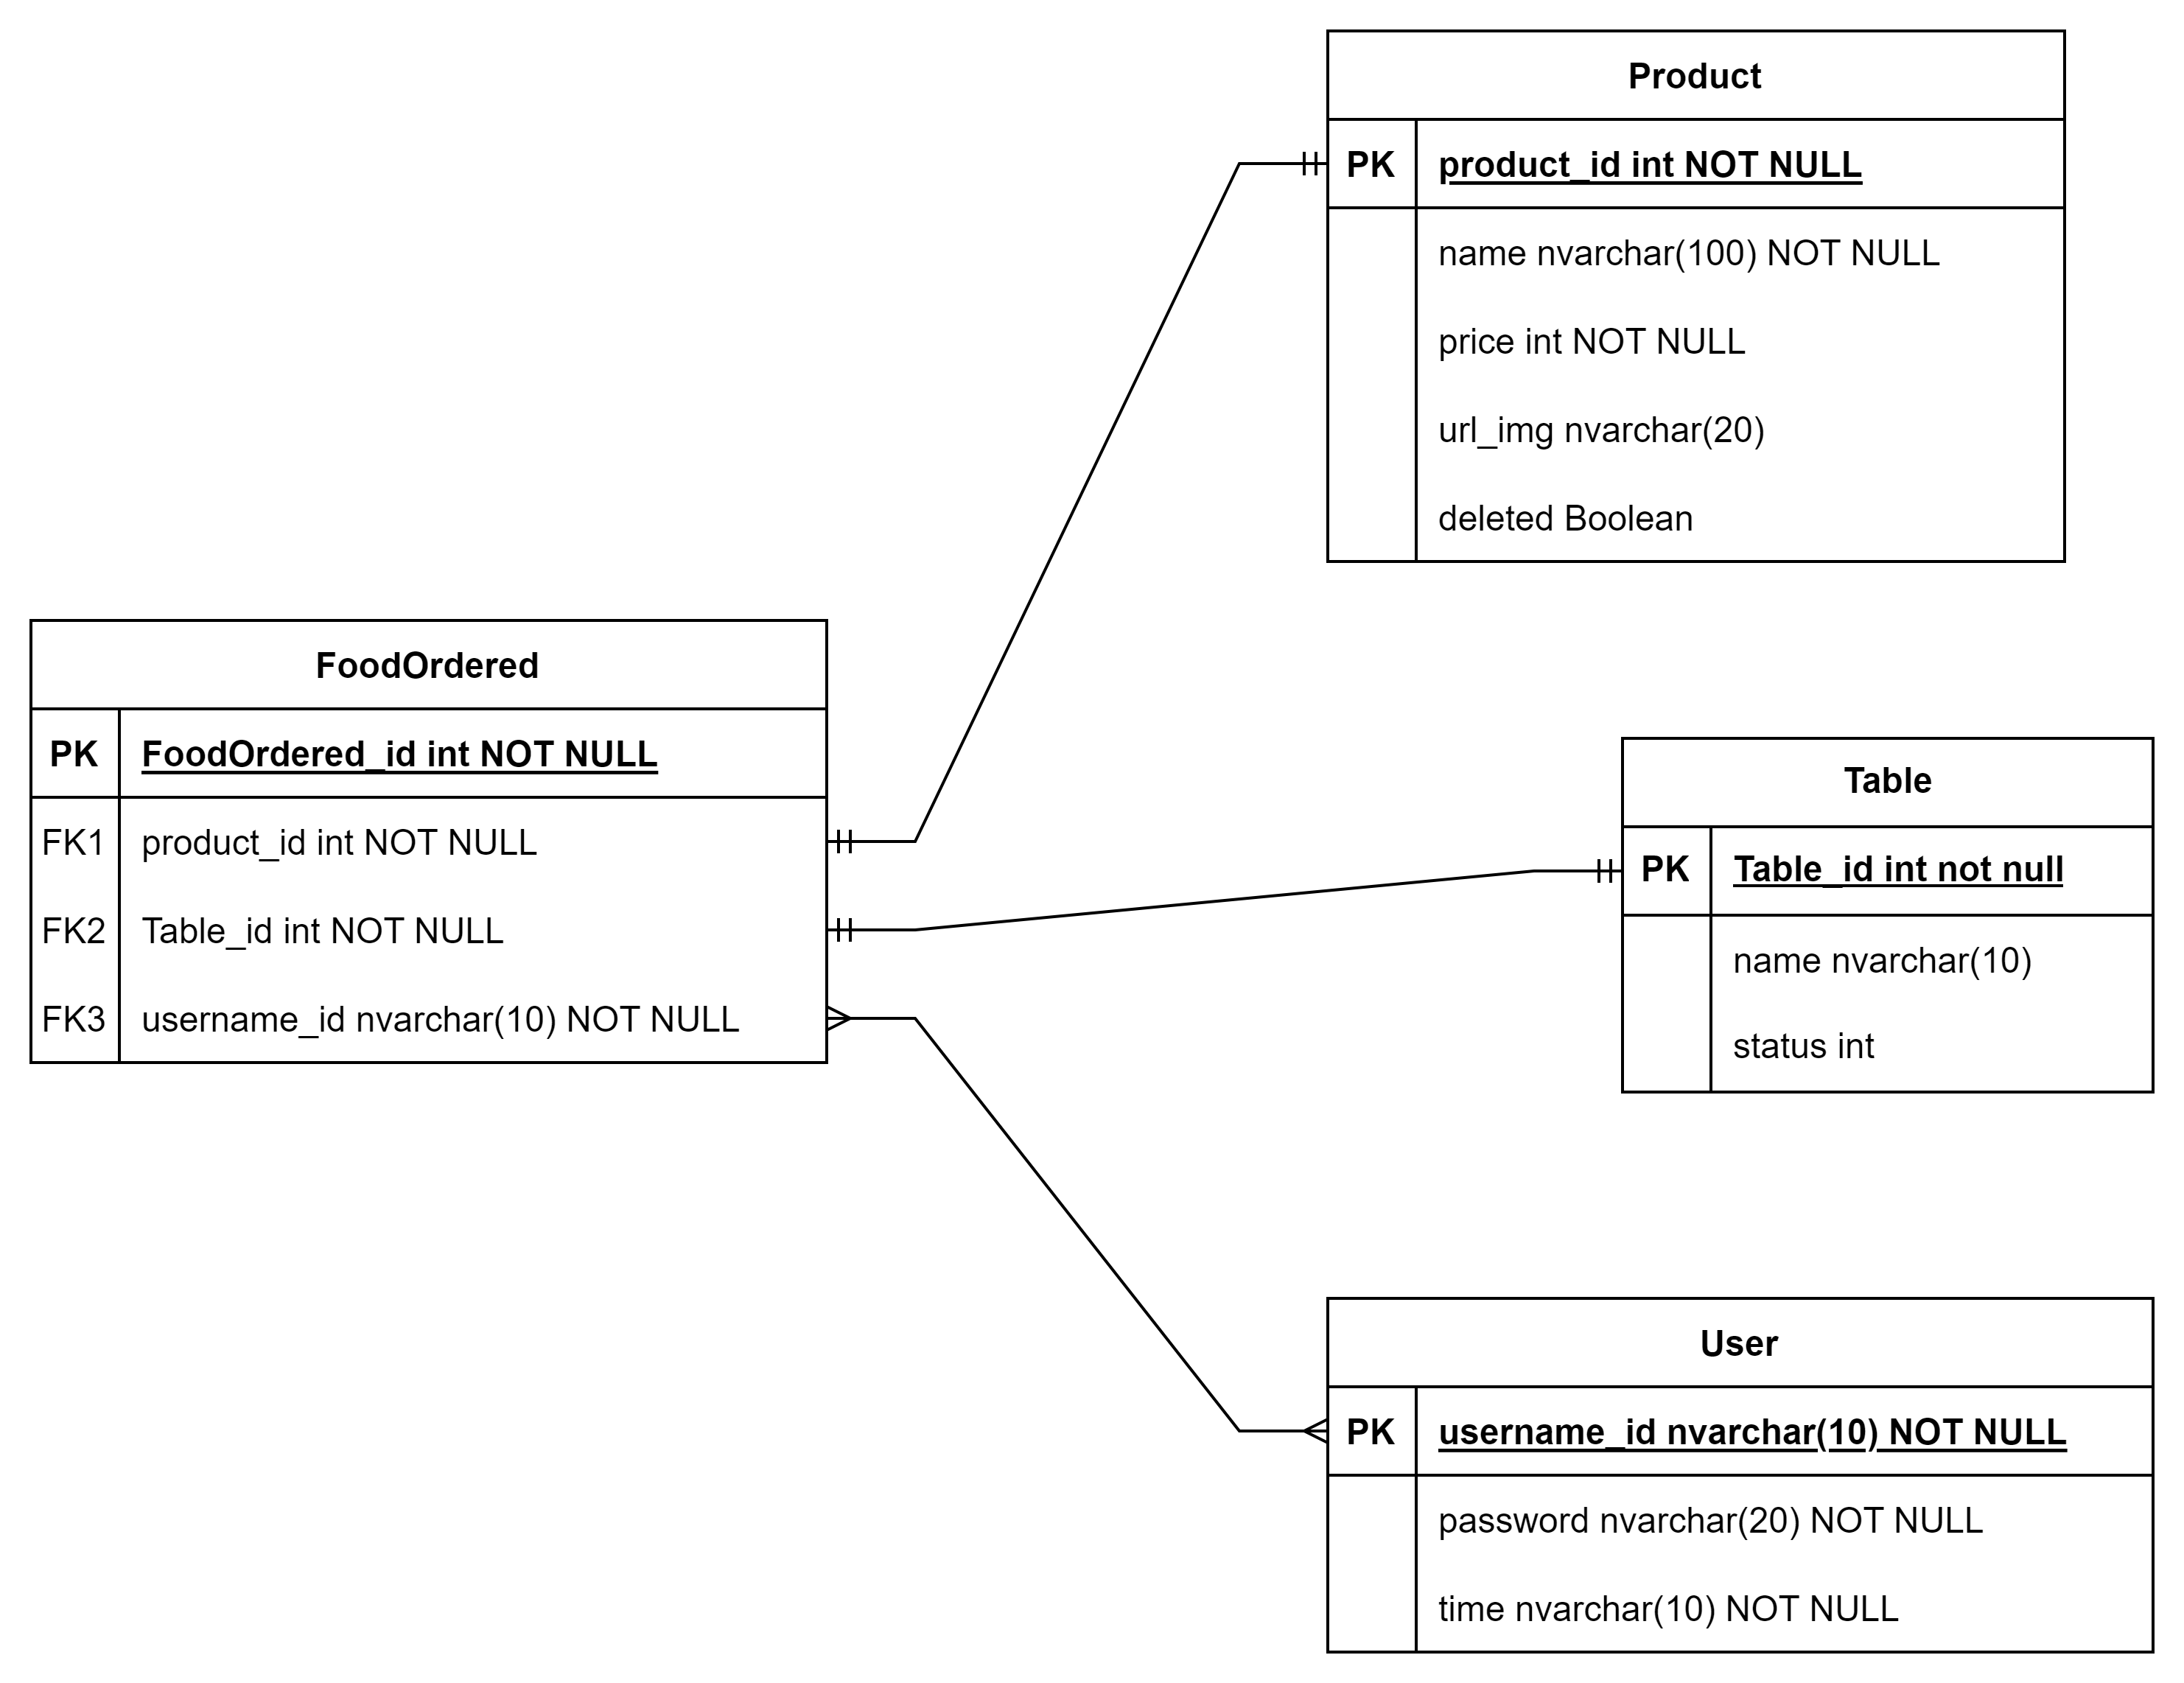 Product
PK product_id int NOT NULL
name nvarchar(100) NOT NULL
price int NOT NULL
url_img nvarchar(20)
deleted Boolean
FoodOrdered
PK FoodOrdered_id int NOT NULL
FK1 product_id int NOT NULL
FK2 Table_id int NOT NULL
FK3 username_id nvarchar(10) NOT NULL
Table
PK Table_id int not null
name nvarchar(10)
status int
User
PK username_id nvarchar(10) NOT NULL
password nvarchar(20) NOT NULL
time nvarchar(10) NOT NULL